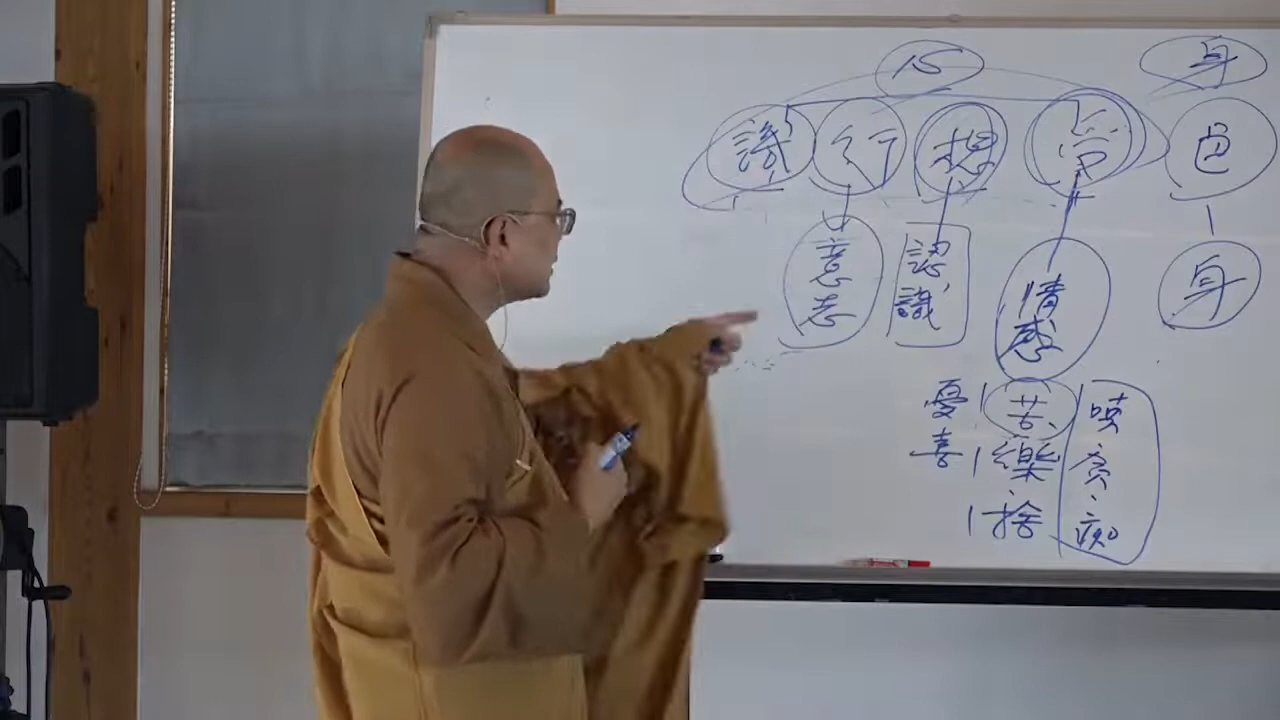 心 身
識 行 想 受 色
意志 認識 情感 身
憂 苦、 瞋
喜 樂 貪、
捨 痴